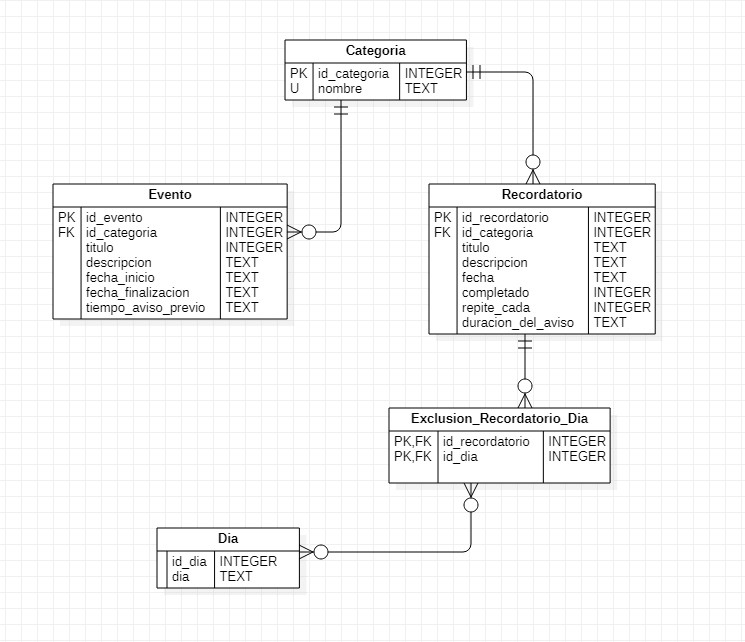 Categoria
PK id_categoria INTEGER
U nombre TEXT
Evento
PK id_evento INTEGER
FK id_categoria INTEGER
titulo INTEGER
descripcion TEXT
fecha_inicio TEXT
fecha_finalizacion TEXT
tiempo_aviso_previo TEXT
Recordatorio
PK id_recordatorio INTEGER
FK id_categoria INTEGER
titulo TEXT
descripcion TEXT
fecha TEXT
completado INTEGER
repite_cada INTEGER
duracion_del_aviso TEXT
Exclusion_Recordatorio_Dia
PK,FK id_recordatorio INTEGER
PK,FK id_dia INTEGER
Dia
id_dia INTEGER
dia TEXT